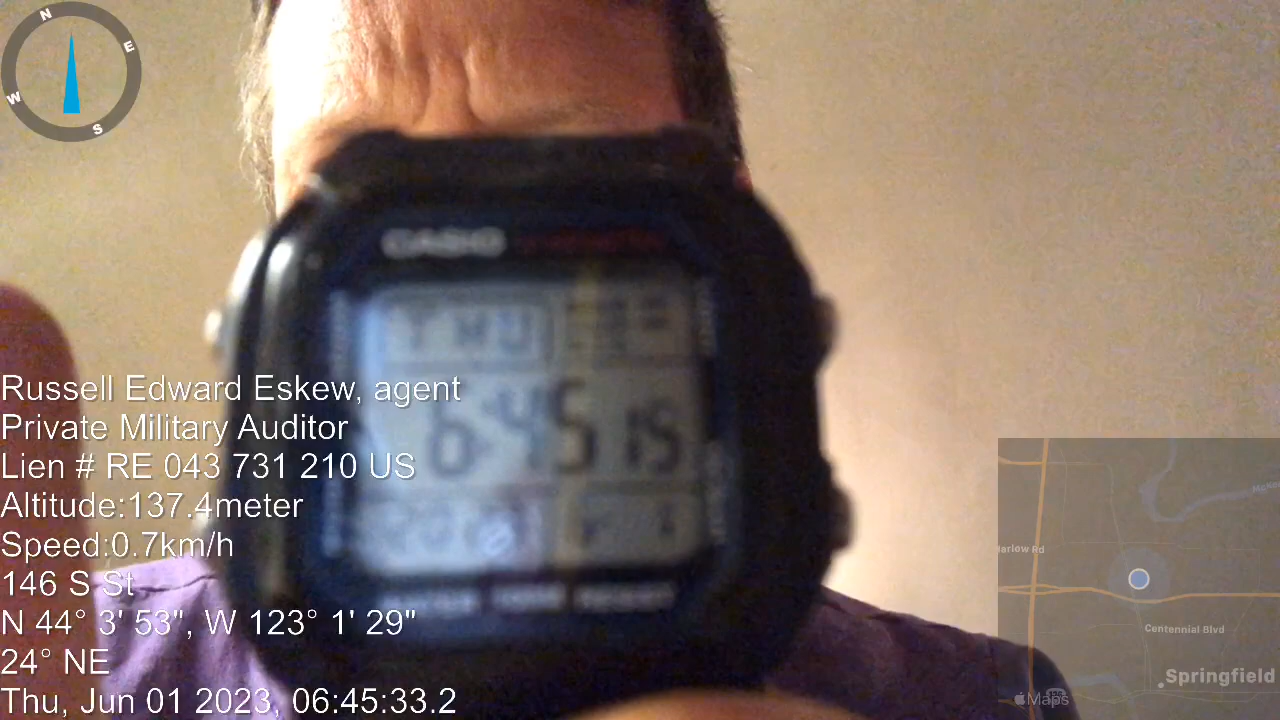 N
E
W
S
CASIO
THU
6:45 15
Russell Edward Eskew, agent
Private Military Auditor
Lien # RE 043 731 210 US
Altitude:137.4meter
Speed:0.7km/h
146 S St
N 44° 3' 53", W 123° 1' 29"
24° NE
Thu, Jun 01 2023, 06:45:33.2
Harlow Rd
Centennial Blvd
Springfield
Maps